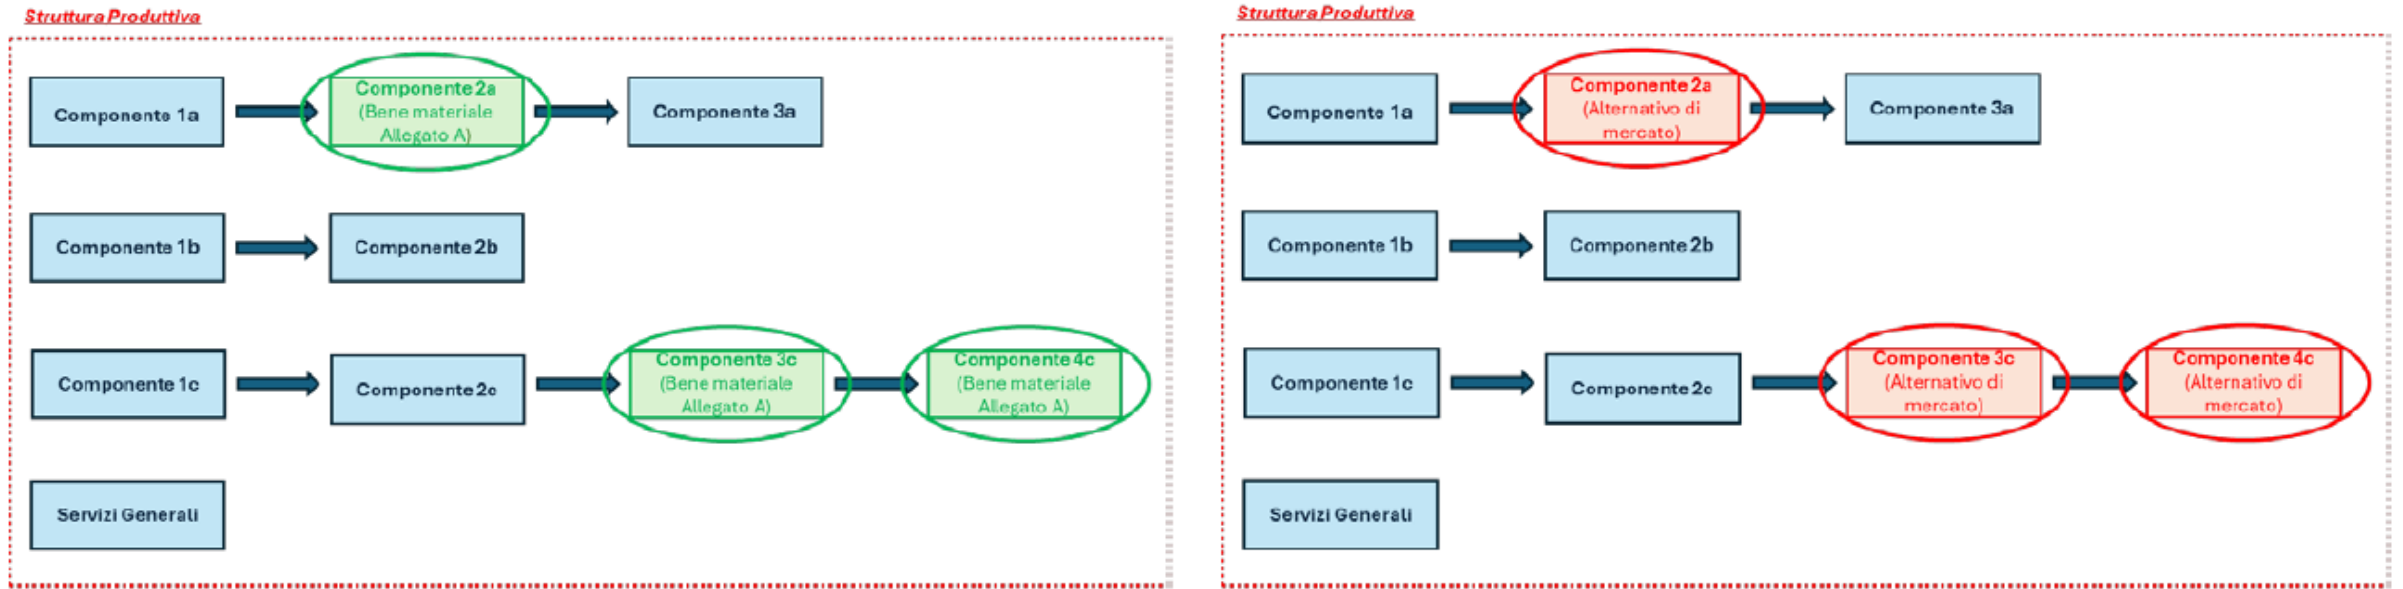 Struttura Produttiva
Componente 1a
Componente 2a
(Bene materiale
Allegato A)
Componente 3a
Componente 1b
Componente 2b
Componente 1c
Componente 2c
Componente 3c
(Bene materiale
Allegato A)
Componente 4c
(Bene materiale
Allegato A)
Servizi Generali
Struttura Produttiva
Componente 1a
Componente 2a
(Alternativo di
mercato)
Componente 3a
Componente 1b
Componente 2b
Componente 1c
Componente 2c
Componente 3c
(Alternativo di
mercato)
Componente 4c
(Alternativo di
mercato)
Servizi Generali